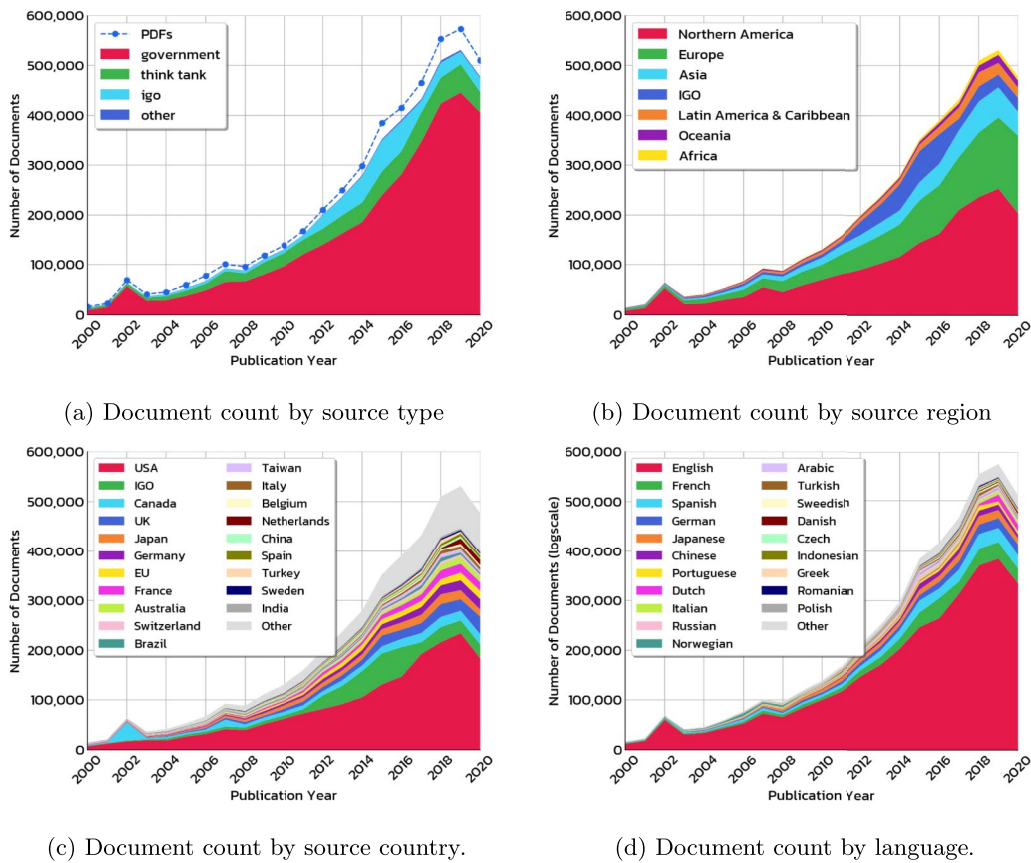 600,000
500,000
400,000
300,000
200,000
100,000
0
Number of Documents
PDFs
government
think tank
igo
other
2000
2002
2004
2006
2008
2010
2012
2014
2016
2018
2020
Publication Year
(a) Document count by source type
600,000
500,000
400,000
300,000
200,000
100,000
0
Number of Documents
Northern America
Europe
Asia
IGO
Latin America & Caribbean
Oceania
Africa
2000
2002
2004
2006
2008
2010
2012
2014
2016
2018
2020
Publication Year
(b) Document count by source region
600,000
500,000
400,000
300,000
200,000
100,000
0
Number of Documents
USA
IGO
Canada
UK
Japan
Germany
EU
France
Australia
Switzerland
Brazil
Taiwan
Italy
Belgium
Netherlands
China
Spain
Turkey
Sweden
India
Other
2000
2002
2004
2006
2008
2010
2012
2014
2016
2018
2020
Publication Year
(c) Document count by source country.
600,000
500,000
400,000
300,000
200,000
100,000
0
Number of Documents (logscale)
English
French
Spanish
German
Japanese
Chinese
Portuguese
Dutch
Italian
Russian
Norwegian
Arabic
Turkish
Swedish
Danish
Czech
Indonesian
Greek
Romanian
Polish
Other
2000
2002
2004
2006
2008
2010
2012
2014
2016
2018
2020
Publication Year
(d) Document count by language.